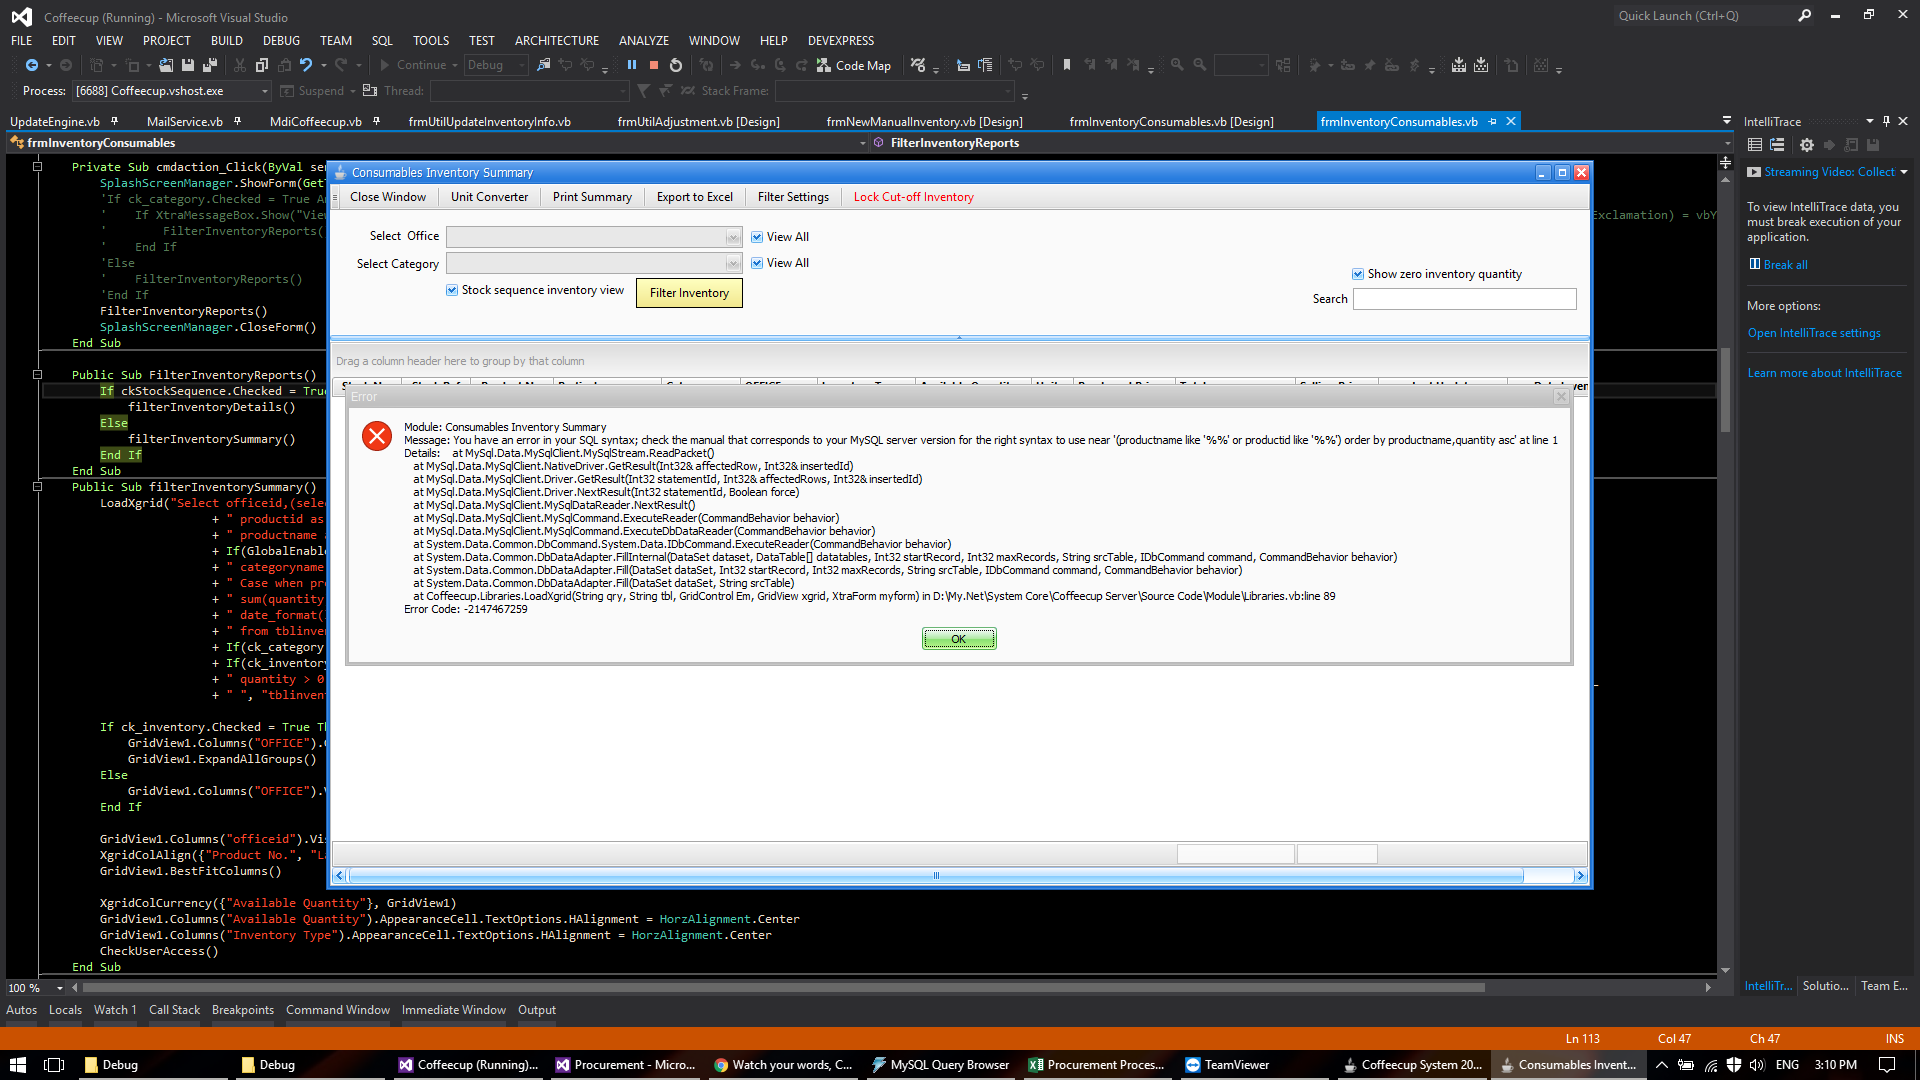 Coffeecup (Running) - Microsoft Visual Studio
Quick Launch (Ctrl+Q)
FILE EDIT VIEW PROJECT BUILD DEBUG TEAM SQL TOOLS TEST ARCHITECTURE ANALYZE WINDOW HELP DEVEXPRESS
Continue Debug Code Map
Process: [6688] Coffeecup.vshost.exe Suspend Thread: Stack Frame:
UpdateEngine.vb MailService.vb MdiCoffeecup.vb frmUtilUpdateInventoryInfo.vb frmUtilAdjustment.vb [Design] frmNewManualInventory.vb [Design] frmInventoryConsumables.vb [Design] frmInventoryConsumables.vb
frmInventoryConsumables FilterInventoryReports
Private Sub cmdaction_Click(ByVal se
SplashScreenManager.ShowForm(Get
'If ck_category.Checked = True A
' If XtraMessageBox.Show("Vie
Exclamation) = vbY
' FilterInventoryReports(
' End If
'Else
' FilterInventoryReports()
'End If
FilterInventoryReports()
SplashScreenManager.CloseForm()
End Sub
Public Sub FilterInventoryReports()
If ckStockSequence.Checked = True
filterInventoryDetails()
Else
filterInventorySummary()
End If
End Sub
Public Sub filterInventorySummary()
LoadXgrid("Select officeid,(sele
+ " productid as
+ " productname
+ If(GlobalEnabl
+ " categoryname
+ " Case when pr
+ " sum(quantity
+ " date_format(
+ " from tblinven
+ If(ck_category
+ If(ck_inventory
+ " quantity > 0
+ " ", "tblinvent
If ck_inventory.Checked = True Th
GridView1.Columns("OFFICE").
GridView1.ExpandAllGroups()
Else
GridView1.Columns("OFFICE").
End If
GridView1.Columns("officeid").Vis
XgridColAlign({"Product No.", "L
GridView1.BestFitColumns()
XgridColCurrency({"Available Quantity"}, GridView1)
GridView1.Columns("Available Quantity").AppearanceCell.TextOptions.HAlignment = HorzAlignment.Center
GridView1.Columns("Inventory Type").AppearanceCell.TextOptions.HAlignment = HorzAlignment.Center
CheckUserAccess()
End Sub
Consumables Inventory Summary
Close Window Unit Converter Print Summary Export to Excel Filter Settings Lock Cut-off Inventory
Select Office View All
Select Category View All
Stock sequence inventory view Filter Inventory
Show zero inventory quantity
Search
Drag a column header here to group by that column
Error
Module: Consumables Inventory Summary
Message: You have an error in your SQL syntax; check the manual that corresponds to your MySQL server version for the right syntax to use near '(productname like '%%' or productid like '%%') order by productname,quantity asc' at line 1
Details: at MySql.Data.MySqlClient.MySqlStream.ReadPacket()
at MySql.Data.MySqlClient.NativeDriver.GetResult(Int32& affectedRow, Int32& insertedId)
at MySql.Data.MySqlClient.Driver.GetResult(Int32 statementId, Int32& affectedRows, Int32& insertedId)
at MySql.Data.MySqlClient.Driver.NextResult(Int32 statementId, Boolean force)
at MySql.Data.MySqlClient.MySqlDataReader.NextResult()
at MySql.Data.MySqlClient.MySqlCommand.ExecuteReader(CommandBehavior behavior)
at MySql.Data.MySqlClient.MySqlCommand.ExecuteDbDataReader(CommandBehavior behavior)
at System.Data.Common.DbCommand.System.Data.IDbCommand.ExecuteReader(CommandBehavior behavior)
at System.Data.Common.DbDataAdapter.FillInternal(DataSet dataset, DataTable[] datatables, Int32 startRecord, Int32 maxRecords, String srcTable, IDbCommand command, CommandBehavior behavior)
at System.Data.Common.DbDataAdapter.Fill(DataSet dataSet, Int32 startRecord, Int32 maxRecords, String srcTable, IDbCommand command, CommandBehavior behavior)
at System.Data.Common.DbDataAdapter.Fill(DataSet dataSet, String srcTable)
at Coffeecup.Libraries.LoadXgrid(String qry, String tbl, GridControl Em, GridView xgrid, XtraForm myform) in D:\My.Net\System Core\Coffeecup Server\Source Code\Module\Libraries.vb:line 89
Error Code: -2147467259
OK
IntelliTrace
Streaming Video: Collect
To view IntelliTrace data, you
must break execution of your
application.
Break all
More options:
Open IntelliTrace settings
Learn more about IntelliTrace
IntelliTr... Solutio... Team E...
100 %
Autos Locals Watch 1 Call Stack Breakpoints Command Window Immediate Window Output
Ln 113 Col 47 Ch 47 INS
Debug Debug Coffeecup (Running)... Procurement - Micro... Watch your words, C... MySQL Query Browser Procurement Proces... TeamViewer Coffeecup System 20... Consumables Invent... ENG 3:10 PM